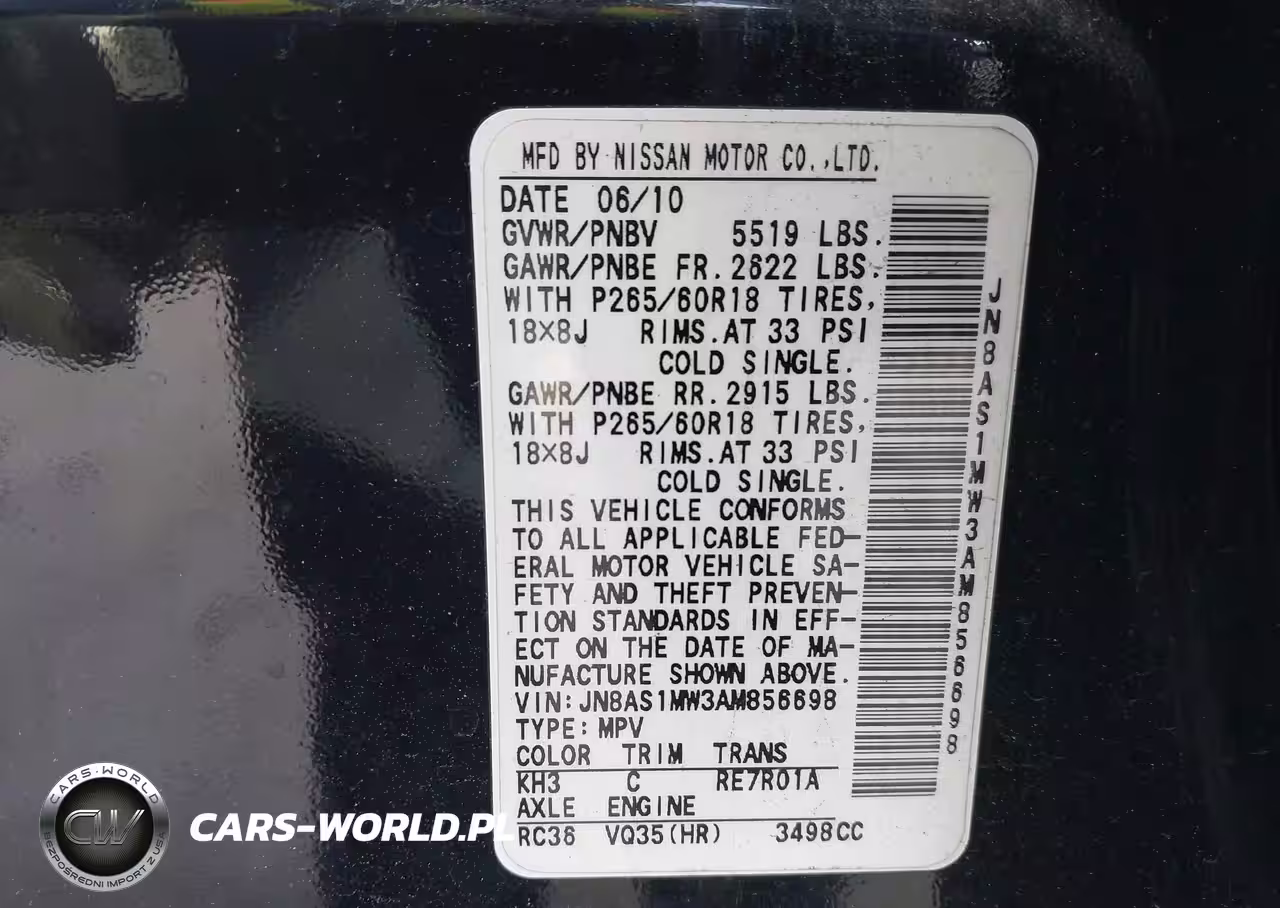 MFD BY NISSAN MOTOR CO.,LTD.
DATE 06/10
GVWR/PNBV 5519 LBS.
GAWR/PNBE FR.2622 LBS.
WITH P265/60R18 TIRES,
18×8J RIMS.AT 33 PSI
COLD SINGLE.
GAWR/PNBE RR.2915 LBS.
WITH P265/60R18 TIRES,
18×8J RIMS.AT 33 PSI
COLD SINGLE.
THIS VEHICLE CONFORMS
TO ALL APPLICABLE FED-
ERAL MOTOR VEHICLE SA-
FETY AND THEFT PREVEN-
TION STANDARDS IN EFF-
ECT ON THE DATE OF MA-
NUFACTURE SHOWN ABOVE.
VIN:JN8AS1MW3AM856698
TYPE:MPV
COLOR TRIM TRANS
KH3 C RE7R01A
AXLE ENGINE
RC36 VQ35(HR) 3498CC
JN8AS1MW3AM856698
CARS-WORLD
CW
BEZPOŚREDNI IMPORT Z USA
CARS-WORLD.PL